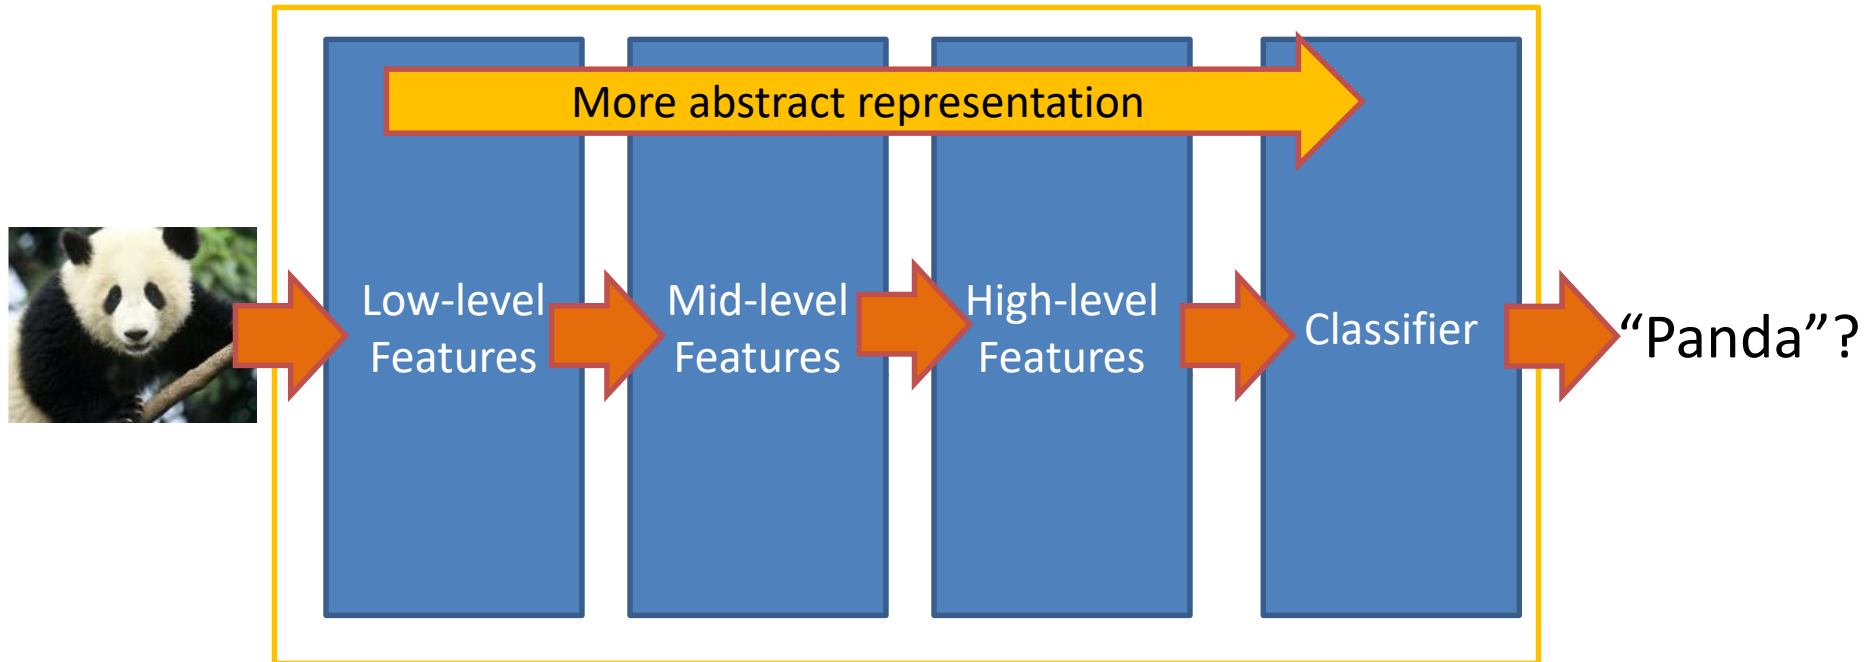 More abstract representation
Low-level
Features
Mid-level
Features
High-level
Features
Classifier
“Panda”?